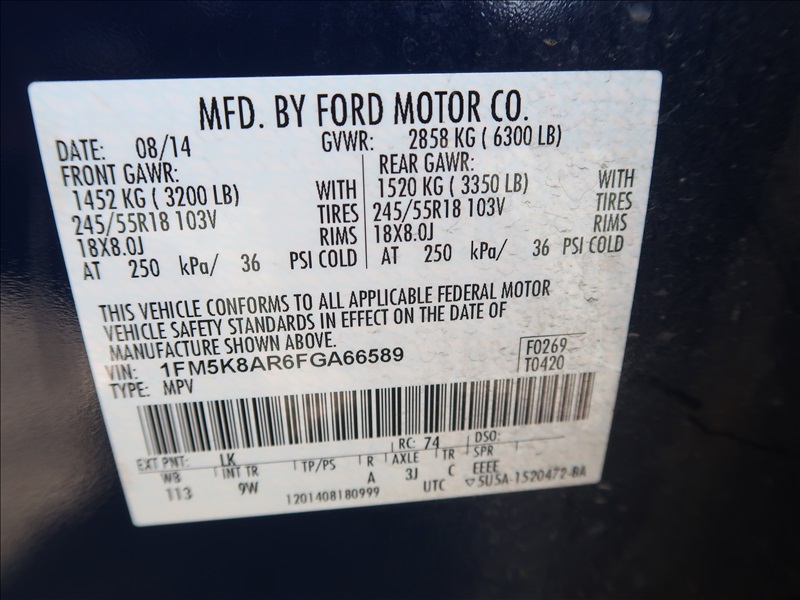 MFD. BY FORD MOTOR CO.
DATE: 08/14 GVWR: 2858 KG ( 6300 LB)
FRONT GAWR: REAR GAWR:
1452 KG ( 3200 LB) WITH 1520 KG ( 3350 LB) WITH
245/55R18 103V TIRES 245/55R18 103V TIRES
18X8.0J RIMS 18X8.0J RIMS
AT 250 kPa/ 36 PSI COLD AT 250 kPa/ 36 PSI COLD
THIS VEHICLE CONFORMS TO ALL APPLICABLE FEDERAL MOTOR
VEHICLE SAFETY STANDARDS IN EFFECT ON THE DATE OF
MANUFACTURE SHOWN ABOVE.
VIN: 1FM5K8AR6FGA66589 F0269
TYPE: MPV T0420
EXT PNT: LK RC: 74 DSO:
WB INT TR TP/PS R AXLE TR SPR
113 9W A 3J C EEEE
1201408180999 UTC ▽5U5A-1520472-BA